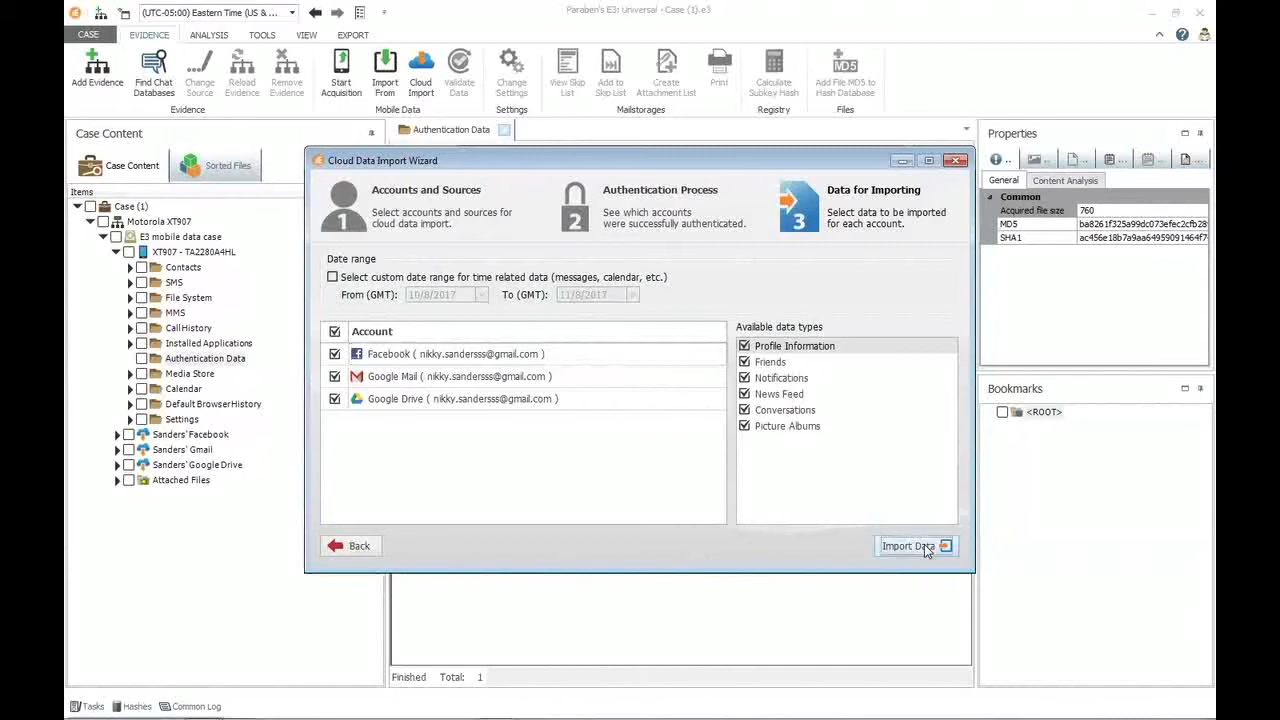 (UTC-05:00) Eastern Time (US & ...
Paraben's E3: Universal - Case (1).e3
CASE EVIDENCE ANALYSIS TOOLS VIEW EXPORT
Add Evidence
Find Chat Databases
Change Source
Reload Evidence
Remove Evidence
Start Acquisition
Import From
Cloud Import
Validate Data
Change Settings
View Skip List
Add to Skip List
Create Attachment List
Print
Calculate Subkey Hash
MD5
Add File MD5 to Hash Database
Evidence Mobile Data Settings Mailstorages Registry Files
Case Content
Case Content Sorted Files
Items
Case (1)
Motorola XT907
E3 mobile data case
XT907 - TA2280A4HL
Contacts
SMS
File System
MMS
Call History
Installed Applications
Authentication Data
Media Store
Calendar
Default Browser History
Settings
Sanders' Facebook
Sanders' Gmail
Sanders' Google Drive
Attached Files
Authentication Data
Cloud Data Import Wizard
1
Accounts and Sources
Select accounts and sources for
cloud data import.
2
Authentication Process
See which accounts
were successfully authenticated.
3
Data for Importing
Select data to be imported
for each account.
Date range
Select custom date range for time related data (messages, calendar, etc.)
From (GMT): 10/8/2017 To (GMT): 11/8/2017
Account
Facebook ( nikky.sandersss@gmail.com )
Google Mail ( nikky.sandersss@gmail.com )
Google Drive ( nikky.sandersss@gmail.com )
Available data types
Profile Information
Friends
Notifications
News Feed
Conversations
Picture Albums
Back
Import Data
Finished Total: 1
Properties
General Content Analysis
Common
Acquired file size 760
MD5 ba8261f325a99dc073efec2cfb28
SHA1 ac456e18b7a9aa64959091464f7
Bookmarks
<ROOT>
Tasks Hashes Common Log